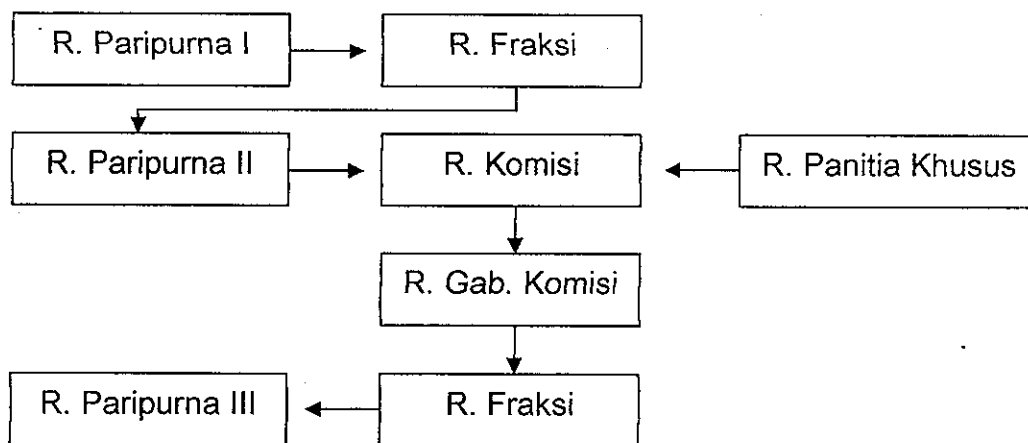 R. Paripurna I
R. Fraksi
R. Paripurna II
R. Komisi
R. Panitia Khusus
R. Gab. Komisi
R. Paripurna III
R. Fraksi